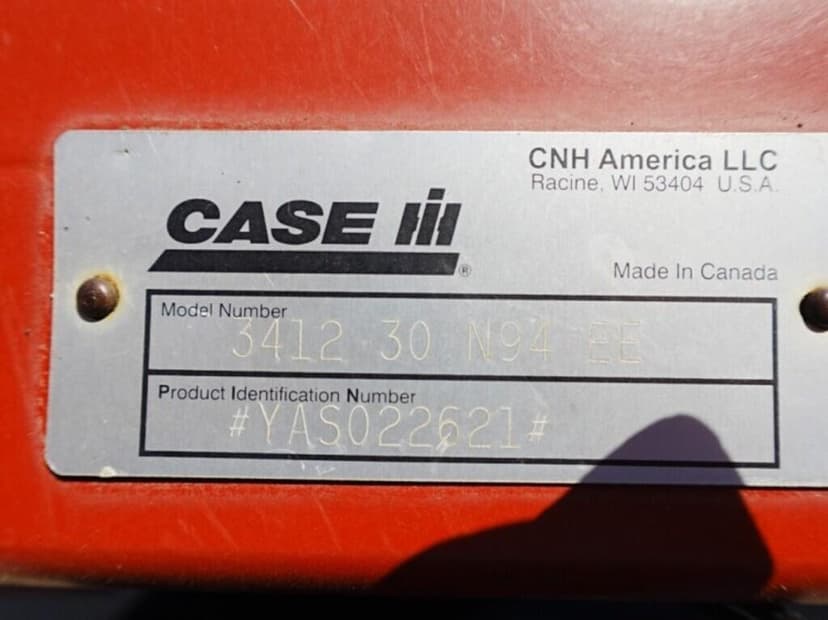 CNH America LLC
Racine, WI 53404 U.S.A.
CASE IH
®
Made In Canada
Model Number
3412 30 N94 EE
Product Identification Number
#YAS022621#